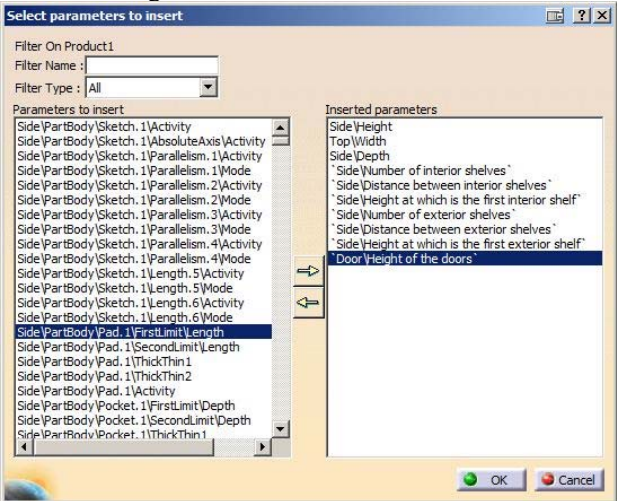 Select parameters to insert
Filter On Product1
Filter Name :
Filter Type : All
Parameters to insert
Side\PartBody\Sketch.1\Activity
Side\PartBody\Sketch.1\AbsoluteAxis\Activity
Side\PartBody\Sketch.1\Parallelism.1\Activity
Side\PartBody\Sketch.1\Parallelism.1\Mode
Side\PartBody\Sketch.1\Parallelism.2\Activity
Side\PartBody\Sketch.1\Parallelism.2\Mode
Side\PartBody\Sketch.1\Parallelism.3\Activity
Side\PartBody\Sketch.1\Parallelism.3\Mode
Side\PartBody\Sketch.1\Parallelism.4\Activity
Side\PartBody\Sketch.1\Parallelism.4\Mode
Side\PartBody\Sketch.1\Length.5\Activity
Side\PartBody\Sketch.1\Length.5\Mode
Side\PartBody\Sketch.1\Length.6\Activity
Side\PartBody\Sketch.1\Length.6\Mode
Side\PartBody\Pad.1\FirstLimit\Length
Side\PartBody\Pad.1\SecondLimit\Length
Side\PartBody\Pad.1\ThickThin1
Side\PartBody\Pad.1\ThickThin2
Side\PartBody\Pad.1\Activity
Side\PartBody\Pocket.1\FirstLimit\Depth
Side\PartBody\Pocket.1\SecondLimit\Depth
Side\PartBody\Pocket.1\ThickThin1
Inserted parameters
Side\Height
Top\Width
Side\Depth
`Side\Number of interior shelves`
`Side\Distance between interior shelves`
`Side\Height at which is the first interior shelf`
`Side\Number of exterior shelves`
`Side\Distance between exterior shelves`
`Side\Height at which is the first exterior shelf`
`Door\Height of the doors`
OK
Cancel